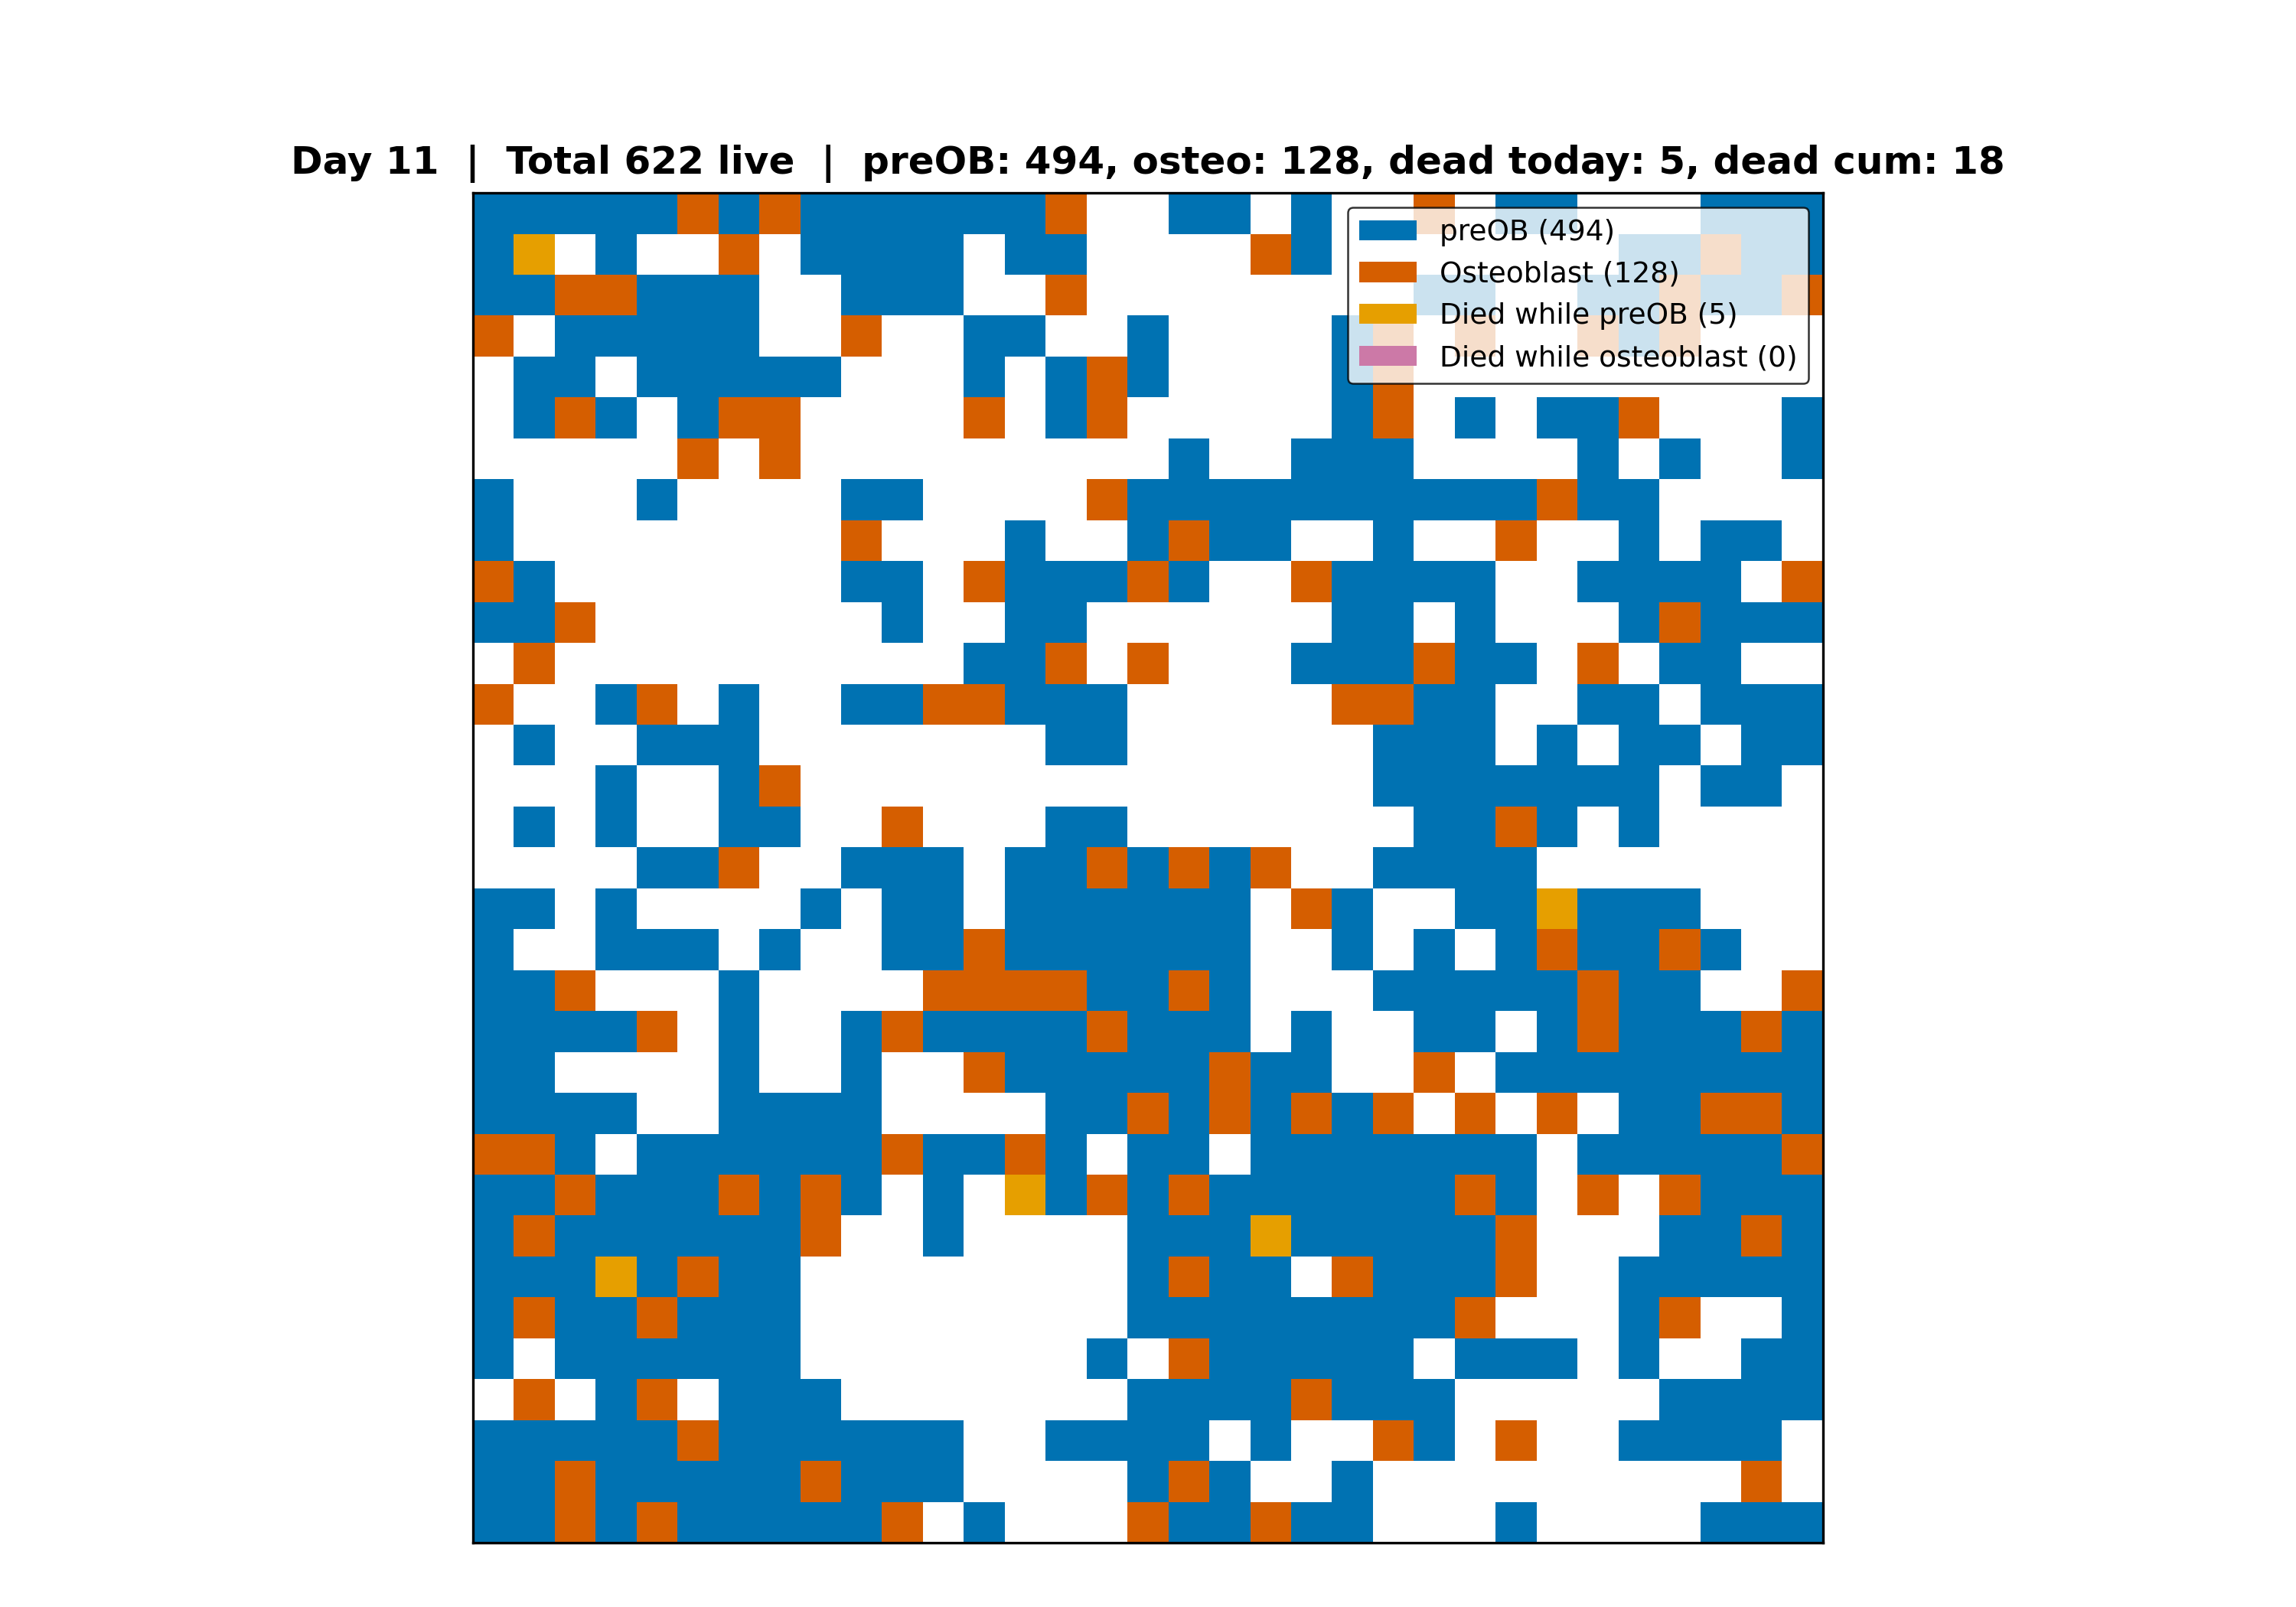 Day 11 | Total 622 live | preOB: 494, osteo: 128, dead today: 5, dead cum: 18
preOB (494)
Osteoblast (128)
Died while preOB (5)
Died while osteoblast (0)